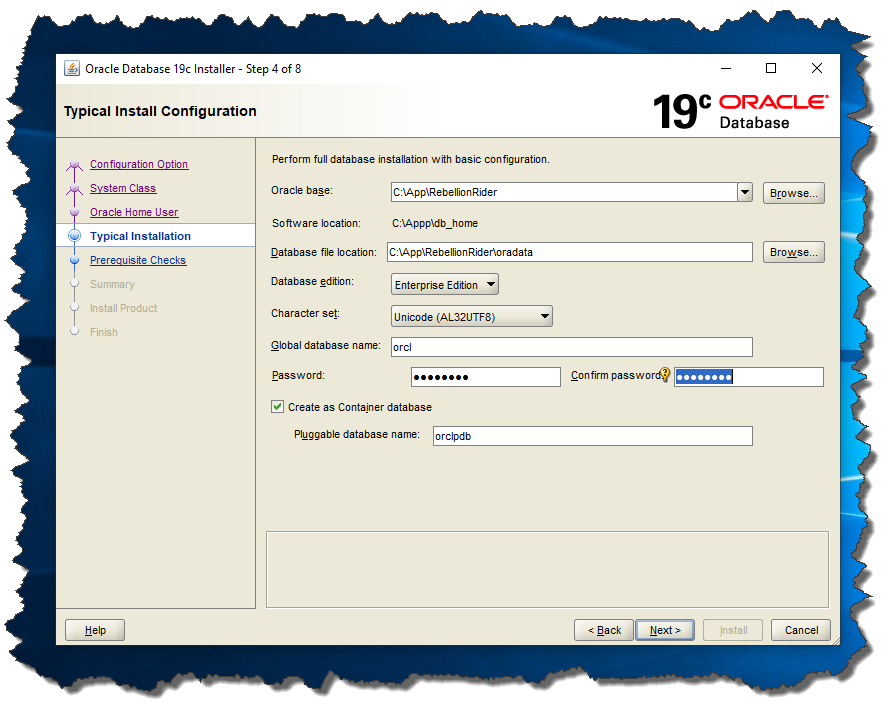 Oracle Database 19c Installer - Step 4 of 8
Typical Install Configuration
19c ORACLE
Database
Configuration Option
System Class
Oracle Home User
Typical Installation
Prerequisite Checks
Summary
Install Product
Finish
Perform full database installation with basic configuration.
Oracle base: C:\App\RebellionRider Browse...
Software location: C:\Appp\db_home
Database file location: C:\App\RebellionRider\oradata Browse...
Database edition: Enterprise Edition
Character set: Unicode (AL32UTF8)
Global database name: orcl
Password: ●●●●●●●● Confirm password: ●●●●●●●●
Create as Container database
Pluggable database name: orclpdb
Help < Back Next > Install Cancel